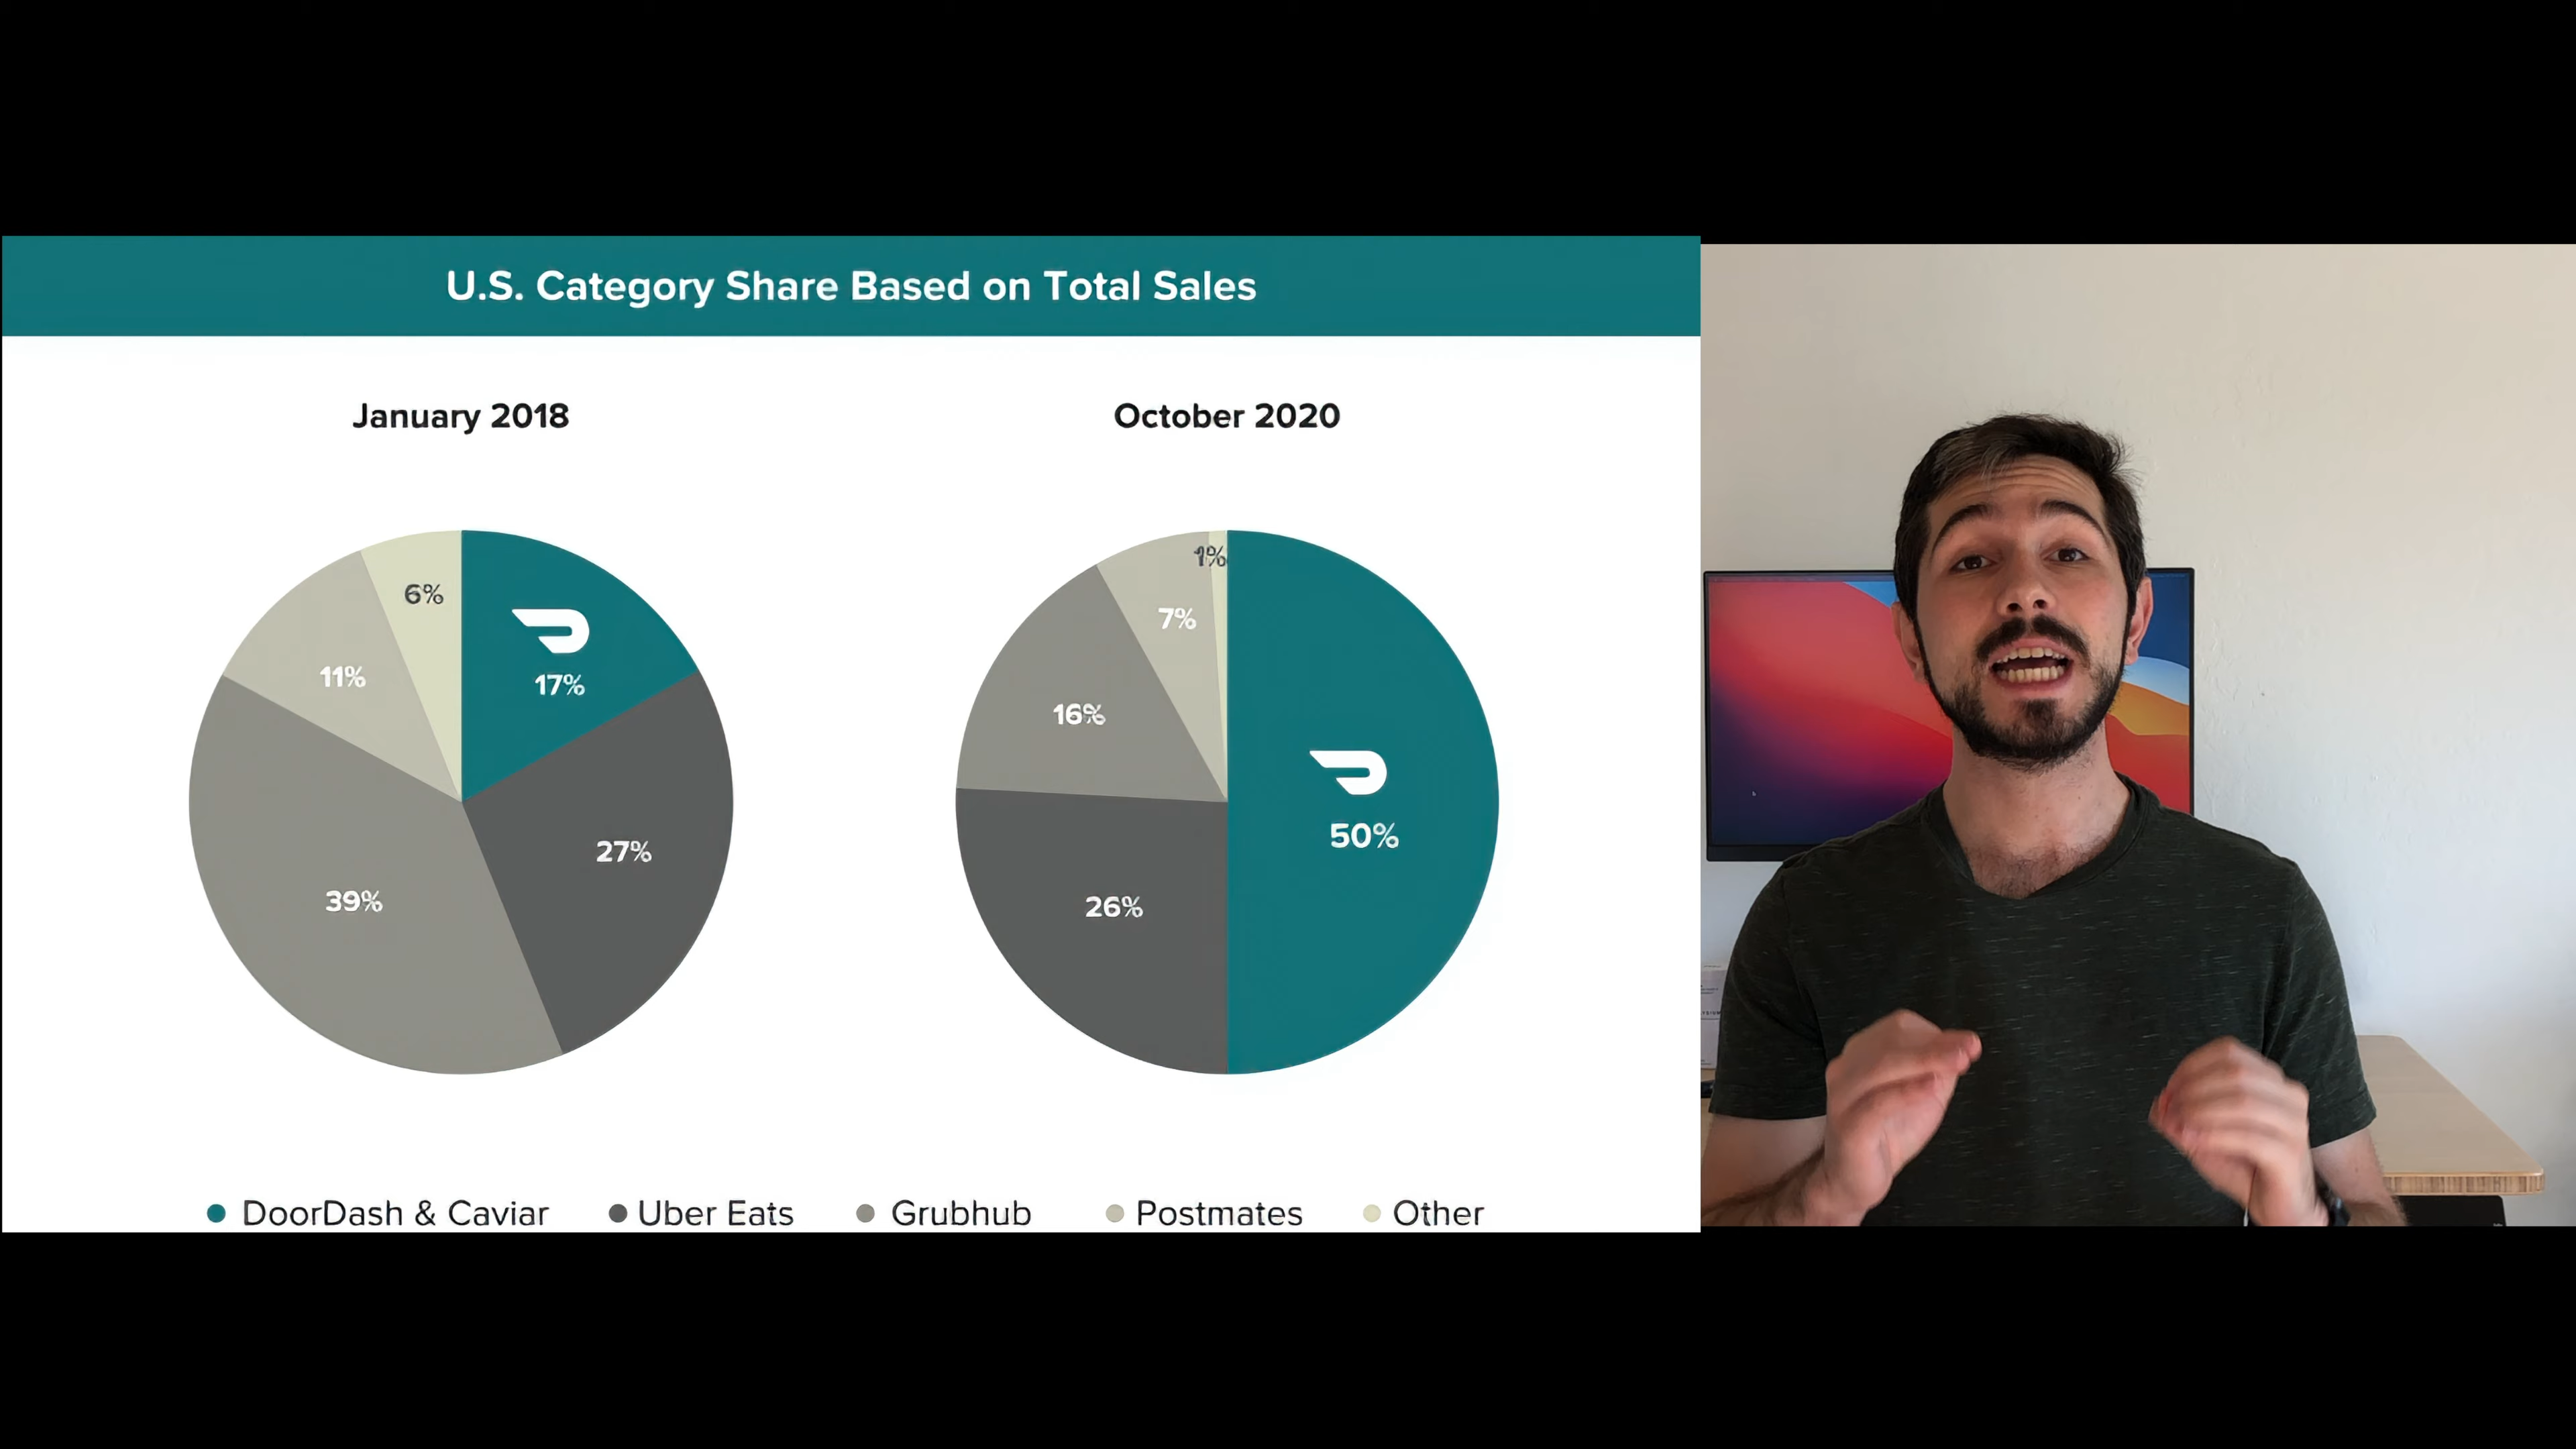 U.S. Category Share Based on Total Sales
January 2018
October 2020
6%
17%
11%
27%
39%
1%
7%
16%
50%
26%
DoorDash & Caviar
Uber Eats
Grubhub
Postmates
Other